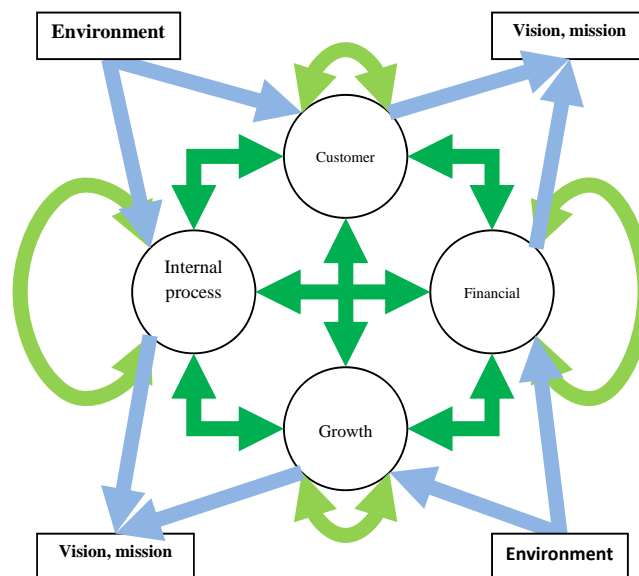 Environment
Vision, mission
Customer
Internal
process
Financial
Growth
Vision, mission
Environment